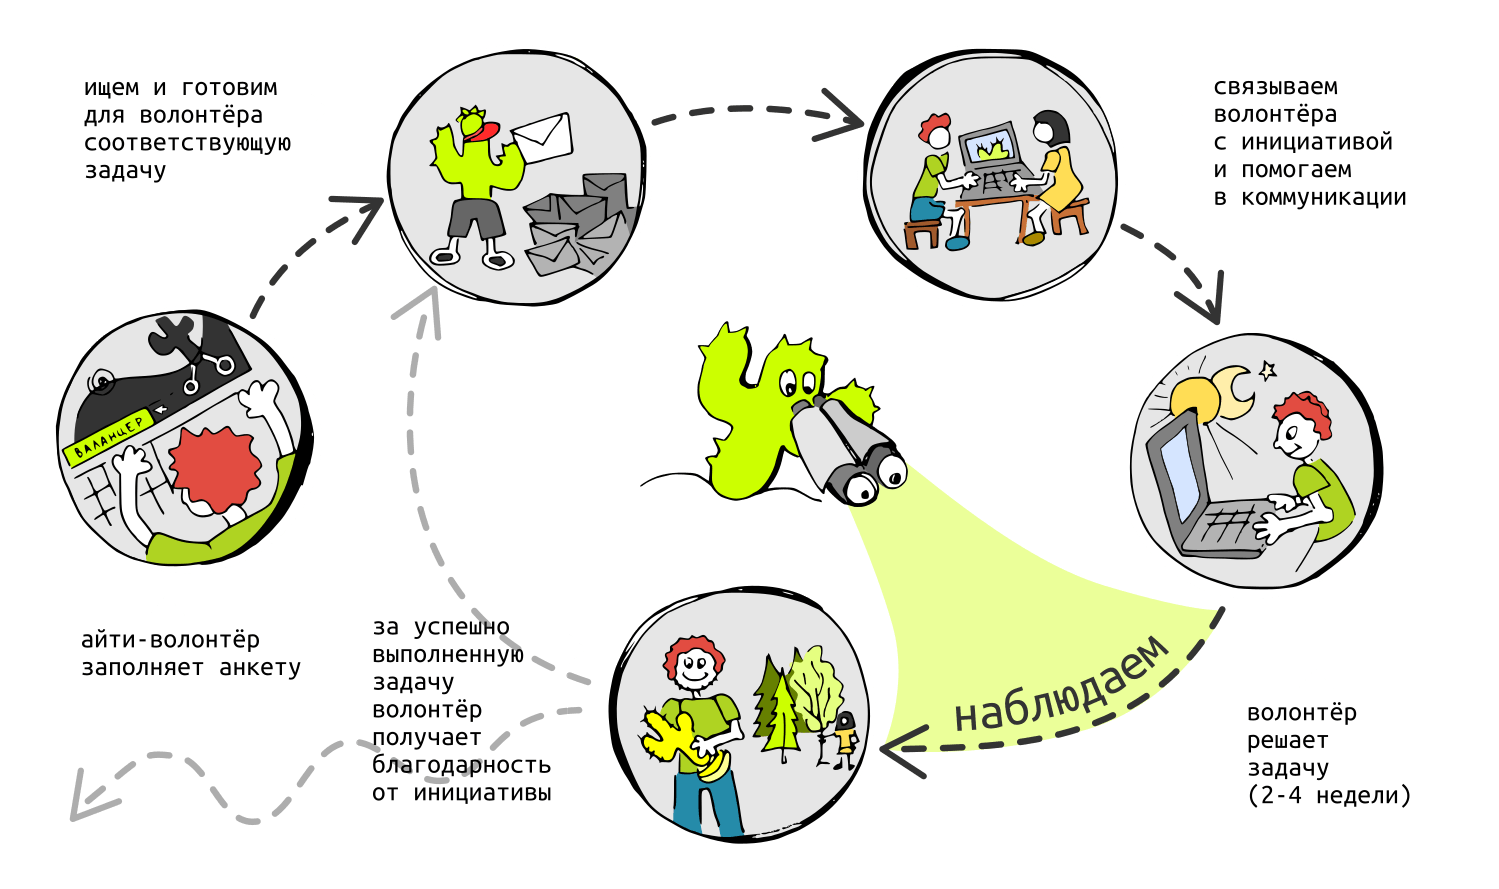 ищем и готовим
для волонтёра
соответствующую
задачу
связываем
волонтёра
с инициативой
и помогаем
в коммуникации
ВАЛАНЦЕР
айти-волонтёр
заполняет анкету
за успешно
выполненную
задачу
волонтёр
получает
благодарность
от инициативы
наблюдаем
волонтёр
решает
задачу
(2-4 недели)